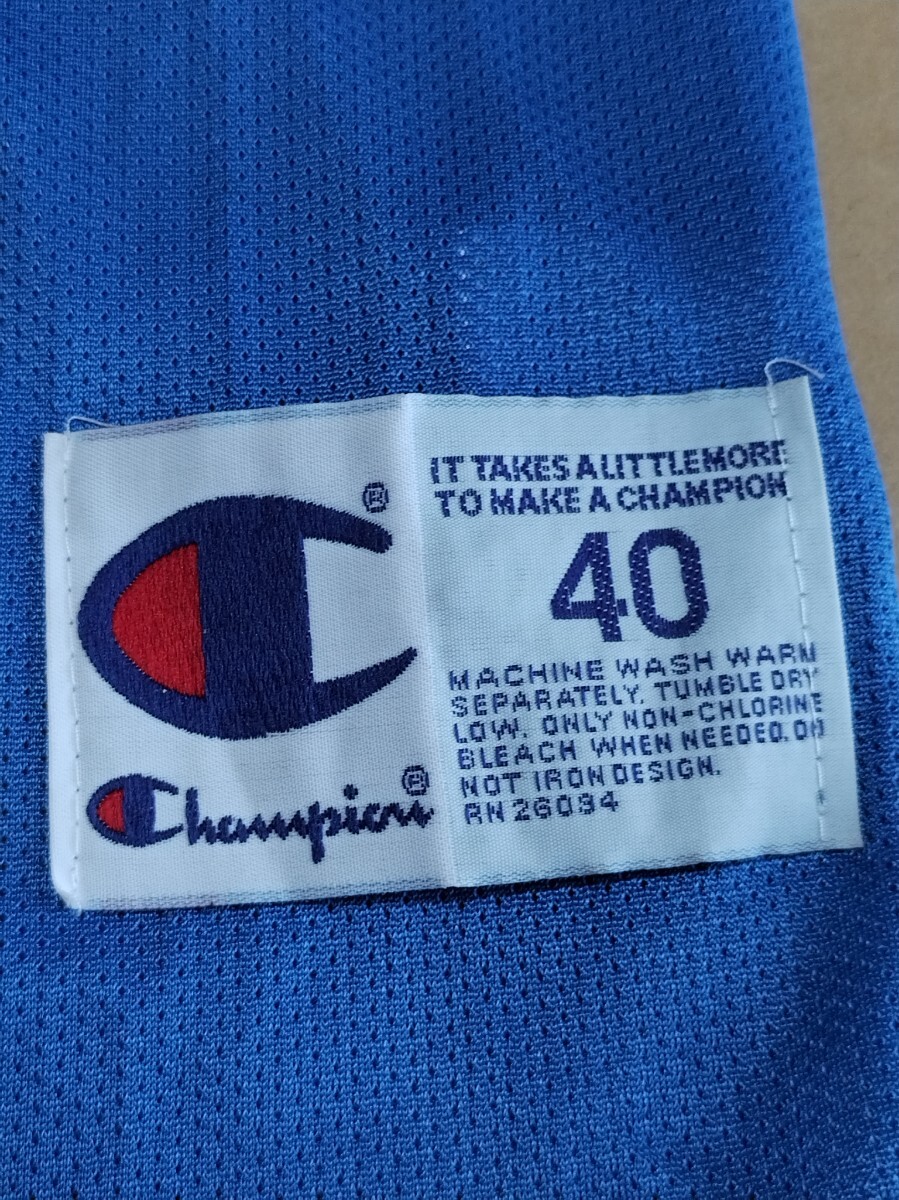 ®
Champion®
IT TAKES A LITTLE MORE
TO MAKE A CHAMPION
40
MACHINE WASH WARM
SEPARATELY. TUMBLE DRY
LOW. ONLY NON-CHLORINE
BLEACH WHEN NEEDED. DO
NOT IRON DESIGN.
RN 26094